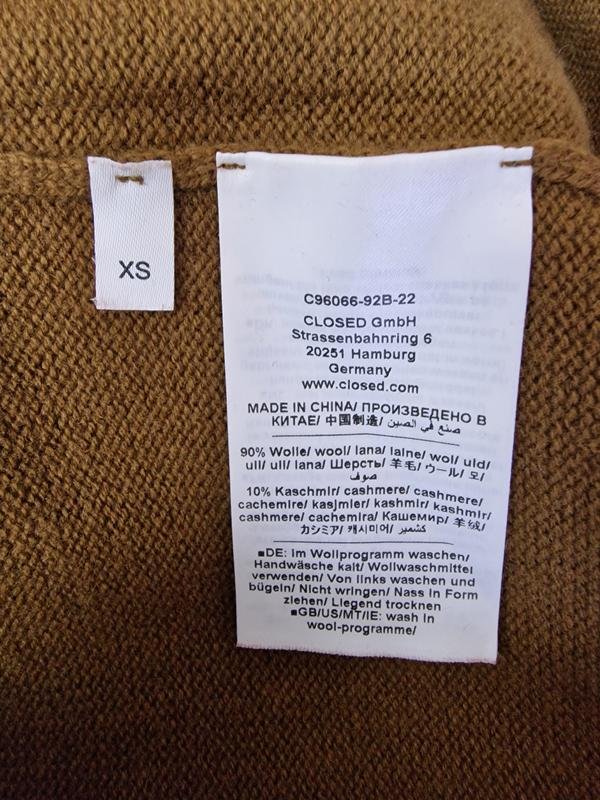 XS
C96066-92B-22
CLOSED GmbH
Strassenbahnring 6
20251 Hamburg
Germany
www.closed.com
MADE IN CHINA/ ПРОИЗВЕДЕНО В
КИТАЕ/ 中国制造/ صنع في الصين
90% Wolle/ wool/ lana/ laine/ wol/ uld/
ull/ ull/ lana/ Шерсть/ 羊毛/ ウール/ 모/
صوف
10% Kaschmir/ cashmere/ cashmere/
cachemire/ kasjmier/ kashmir/ kashmir/
cashmere/ cachemira/ Кашемир/ 羊绒/
カシミア/ 캐시미어/ كشمير
■DE: im Wollprogramm waschen/
Handwäsche kalt/ Wollwaschmittel
verwenden/ Von links waschen und
bügeln/ Nicht wringen/ Nass in Form
ziehen/ Liegend trocknen
■GB/US/MT/IE: wash in
wool-programme/